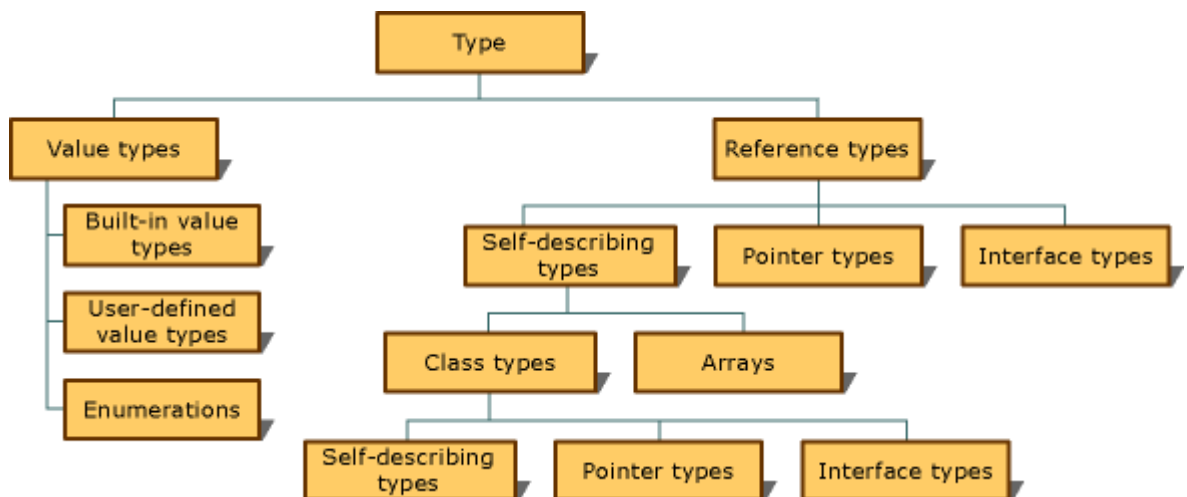 Type
Value types
Reference types
Built-in value
types
Self-describing
types
Pointer types
Interface types
User-defined
value types
Class types
Arrays
Enumerations
Self-describing
types
Pointer types
Interface types